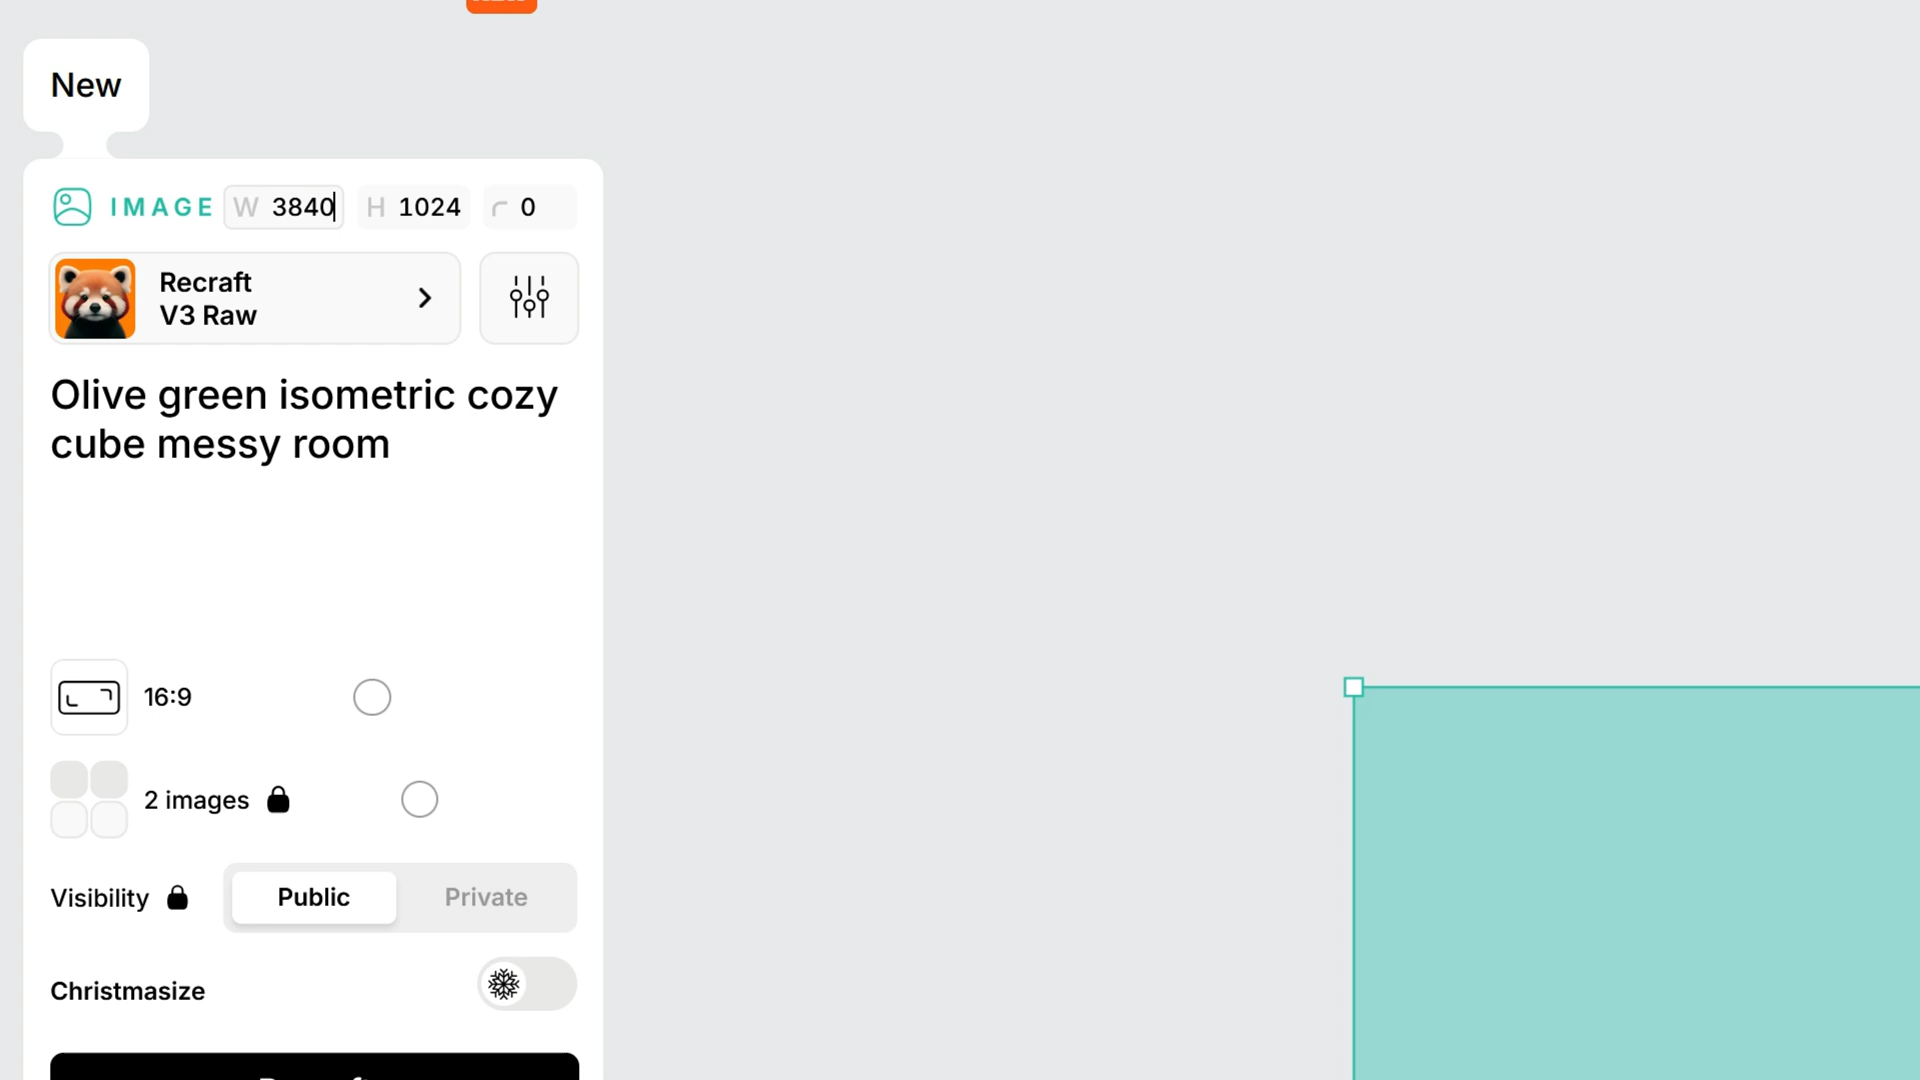 New
IMAGE W 3840 H 1024 0
Recraft
V3 Raw
Olive green isometric cozy
cube messy room
16:9
2 images
Visibility Public Private
Christmasize